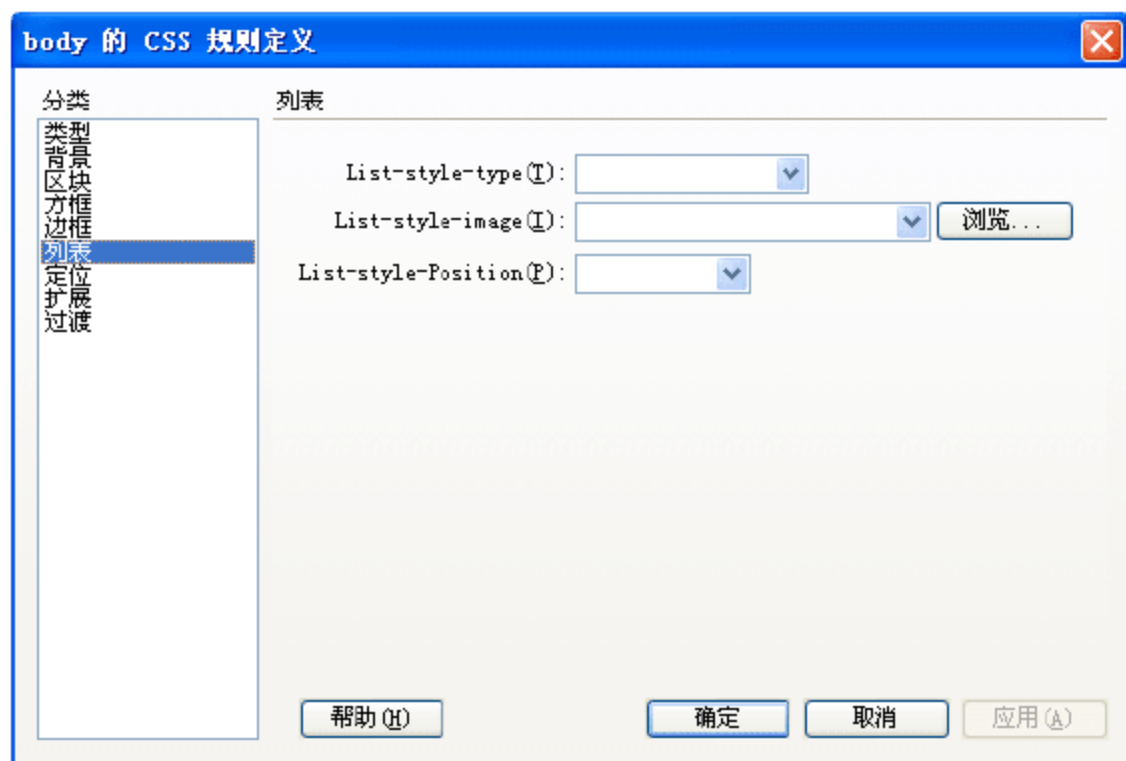 body 的 CSS 规则定义
分类
列表
类型
背景
区块
方框
边框
列表
定位
扩展
过渡
List-style-type(T):
List-style-image(I):
浏览...
List-style-Position(P):
帮助(H)
确定
取消
应用(A)